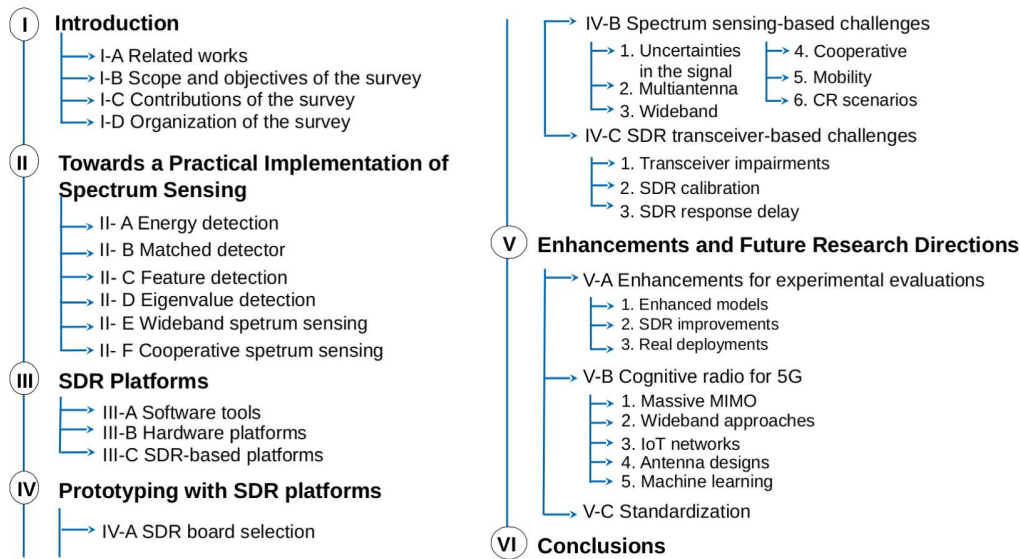 I Introduction
I-A Related works
I-B Scope and objectives of the survey
I-C Contributions of the survey
I-D Organization of the survey
II Towards a Practical Implementation of
Spectrum Sensing
II- A Energy detection
II- B Matched detector
II- C Feature detection
II- D Eigenvalue detection
II- E Wideband spetrum sensing
II- F Cooperative spetrum sensing
III SDR Platforms
III-A Software tools
III-B Hardware platforms
III-C SDR-based platforms
IV Prototyping with SDR platforms
IV-A SDR board selection
IV-B Spectrum sensing-based challenges
1. Uncertainties
in the signal
2. Multiantenna
3. Wideband
4. Cooperative
5. Mobility
6. CR scenarios
IV-C SDR transceiver-based challenges
1. Transceiver impairments
2. SDR calibration
3. SDR response delay
V Enhancements and Future Research Directions
V-A Enhancements for experimental evaluations
1. Enhanced models
2. SDR improvements
3. Real deployments
V-B Cognitive radio for 5G
1. Massive MIMO
2. Wideband approaches
3. IoT networks
4. Antenna designs
5. Machine learning
V-C Standardization
VI Conclusions